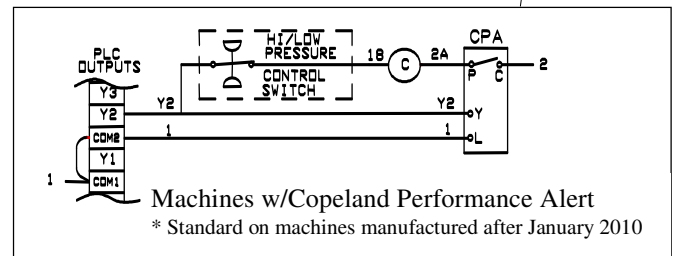 HI/LOW
PRESSURE
CONTROL
SWITCH
18
C
2A
CPA
P
C
2
PLC
OUTPUTS
Y3
Y2
Y2
Y2
Y
COM2
1
1
L
Y1
1
COM1
Machines w/Copeland Performance Alert
* Standard on machines manufactured after January 2010